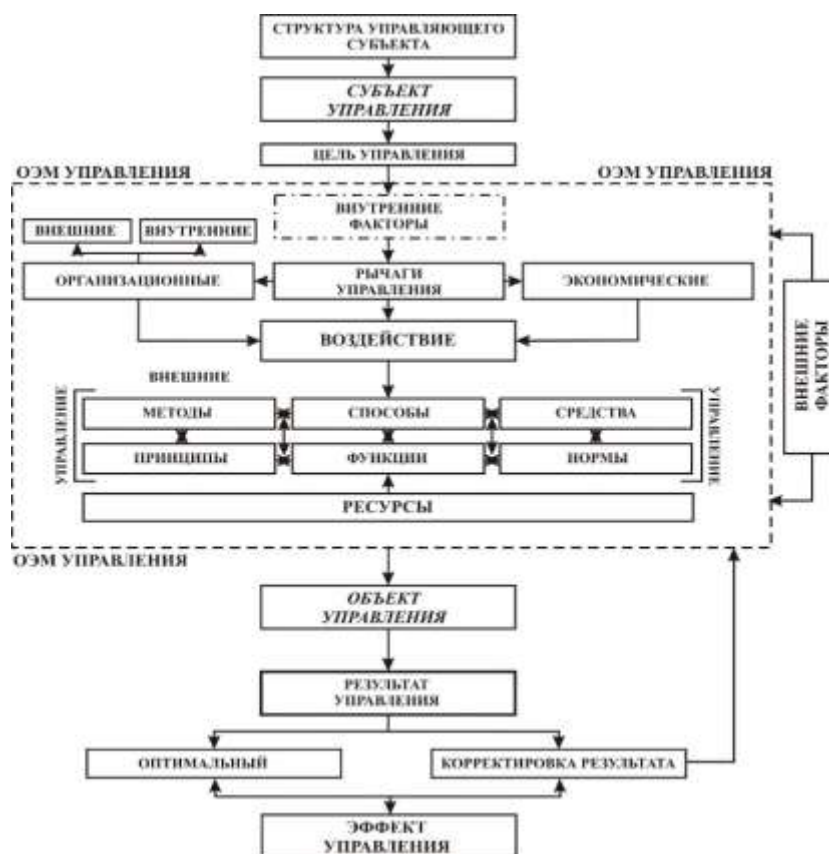 СТРУКТУРА УПРАВЛЯЮЩЕГО
СУБЪЕКТА
СУБЪЕКТ
УПРАВЛЕНИЯ
ЦЕЛЬ УПРАВЛЕНИЯ
ОЭМ УПРАВЛЕНИЯ
ОЭМ УПРАВЛЕНИЯ
ВНУТРЕННИЕ
ФАКТОРЫ
ВНЕШНИЕ
ВНУТРЕННИЕ
ОРГАНИЗАЦИОННЫЕ
РЫЧАГИ
УПРАВЛЕНИЯ
ЭКОНОМИЧЕСКИЕ
ВОЗДЕЙСТВИЕ
ВНЕШНИЕ
ФАКТОРЫ
ВНЕШНИЕ
УПРАВЛЕНИЕ
МЕТОДЫ
СПОСОБЫ
СРЕДСТВА
УПРАВЛЕНИЕ
ПРИНЦИПЫ
ФУНКЦИИ
НОРМЫ
РЕСУРСЫ
ОЭМ УПРАВЛЕНИЯ
ОБЪЕКТ
УПРАВЛЕНИЯ
РЕЗУЛЬТАТ
УПРАВЛЕНИЯ
ОПТИМАЛЬНЫЙ
КОРРЕКТИРОВКА РЕЗУЛЬТАТА
ЭФФЕКТ
УПРАВЛЕНИЯ